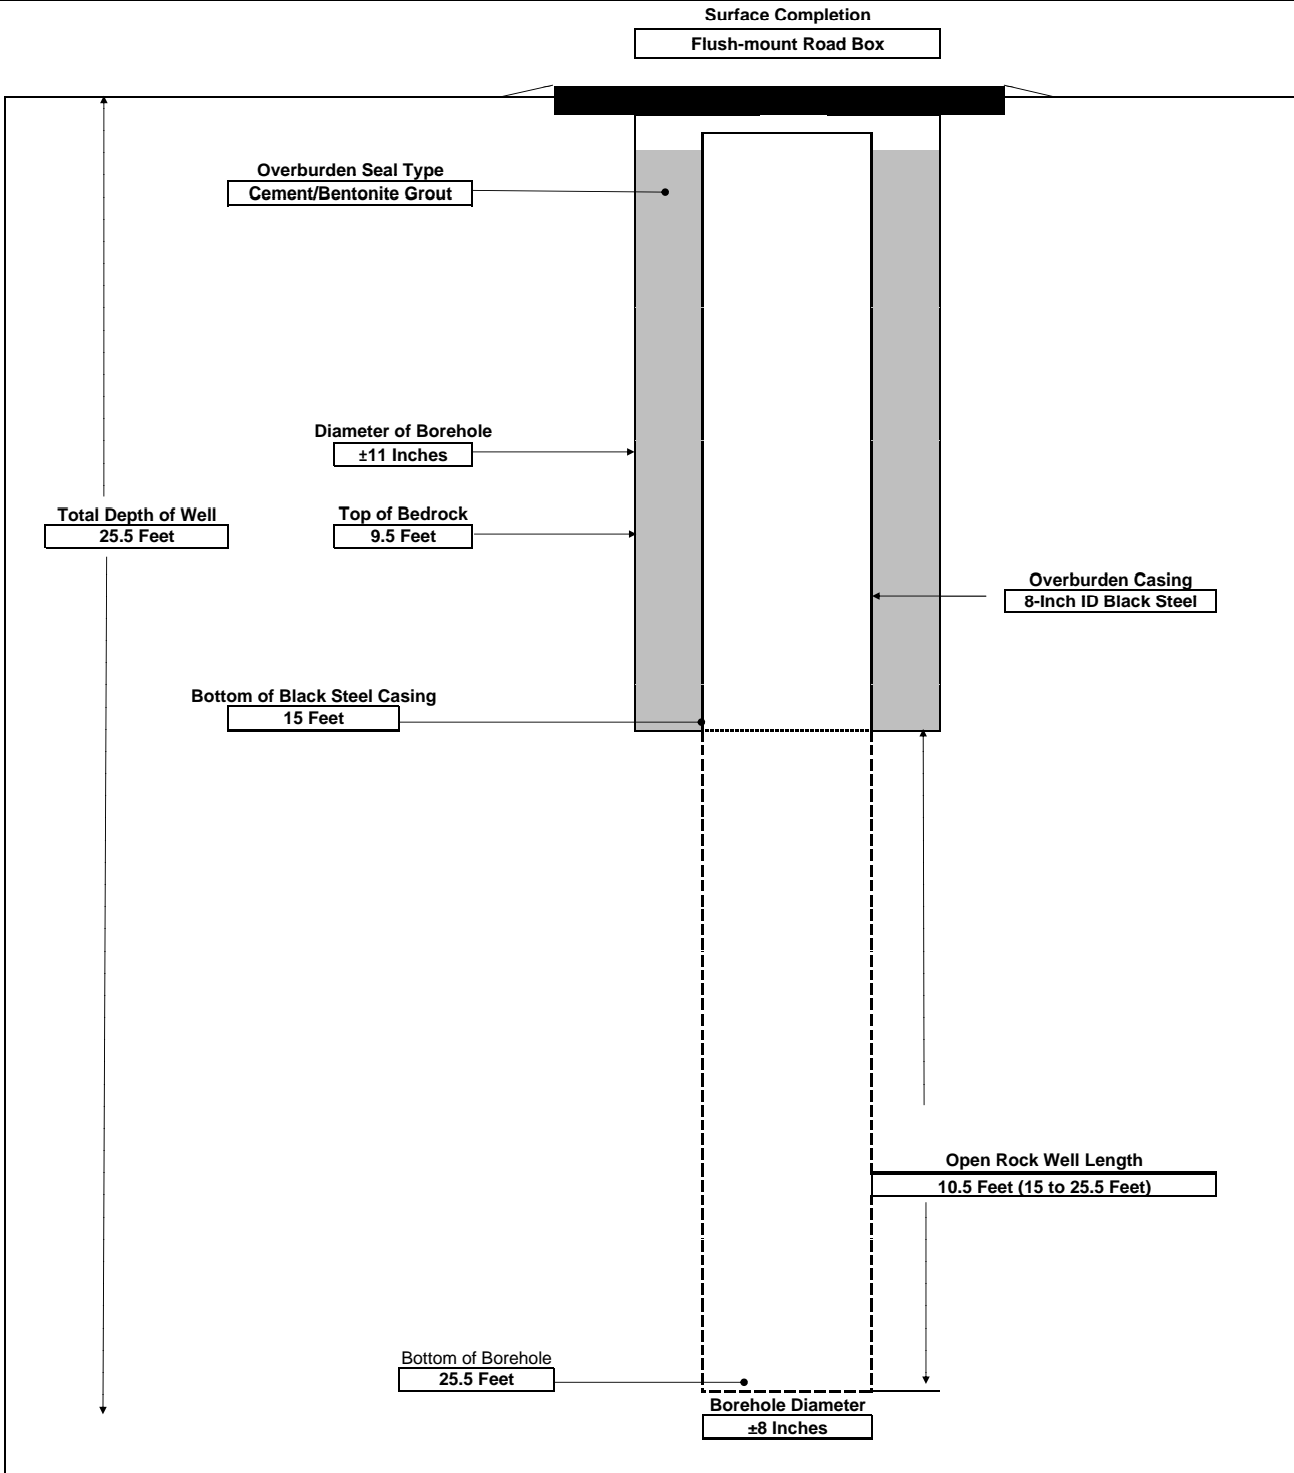 Surface Completion
Flush-mount Road Box
Overburden Seal Type
Cement/Bentonite Grout
Diameter of Borehole
±11 Inches
Total Depth of Well
25.5 Feet
Top of Bedrock
9.5 Feet
Overburden Casing
8-Inch ID Black Steel
Bottom of Black Steel Casing
15 Feet
Open Rock Well Length
10.5 Feet (15 to 25.5 Feet)
Bottom of Borehole
25.5 Feet
Borehole Diameter
±8 Inches